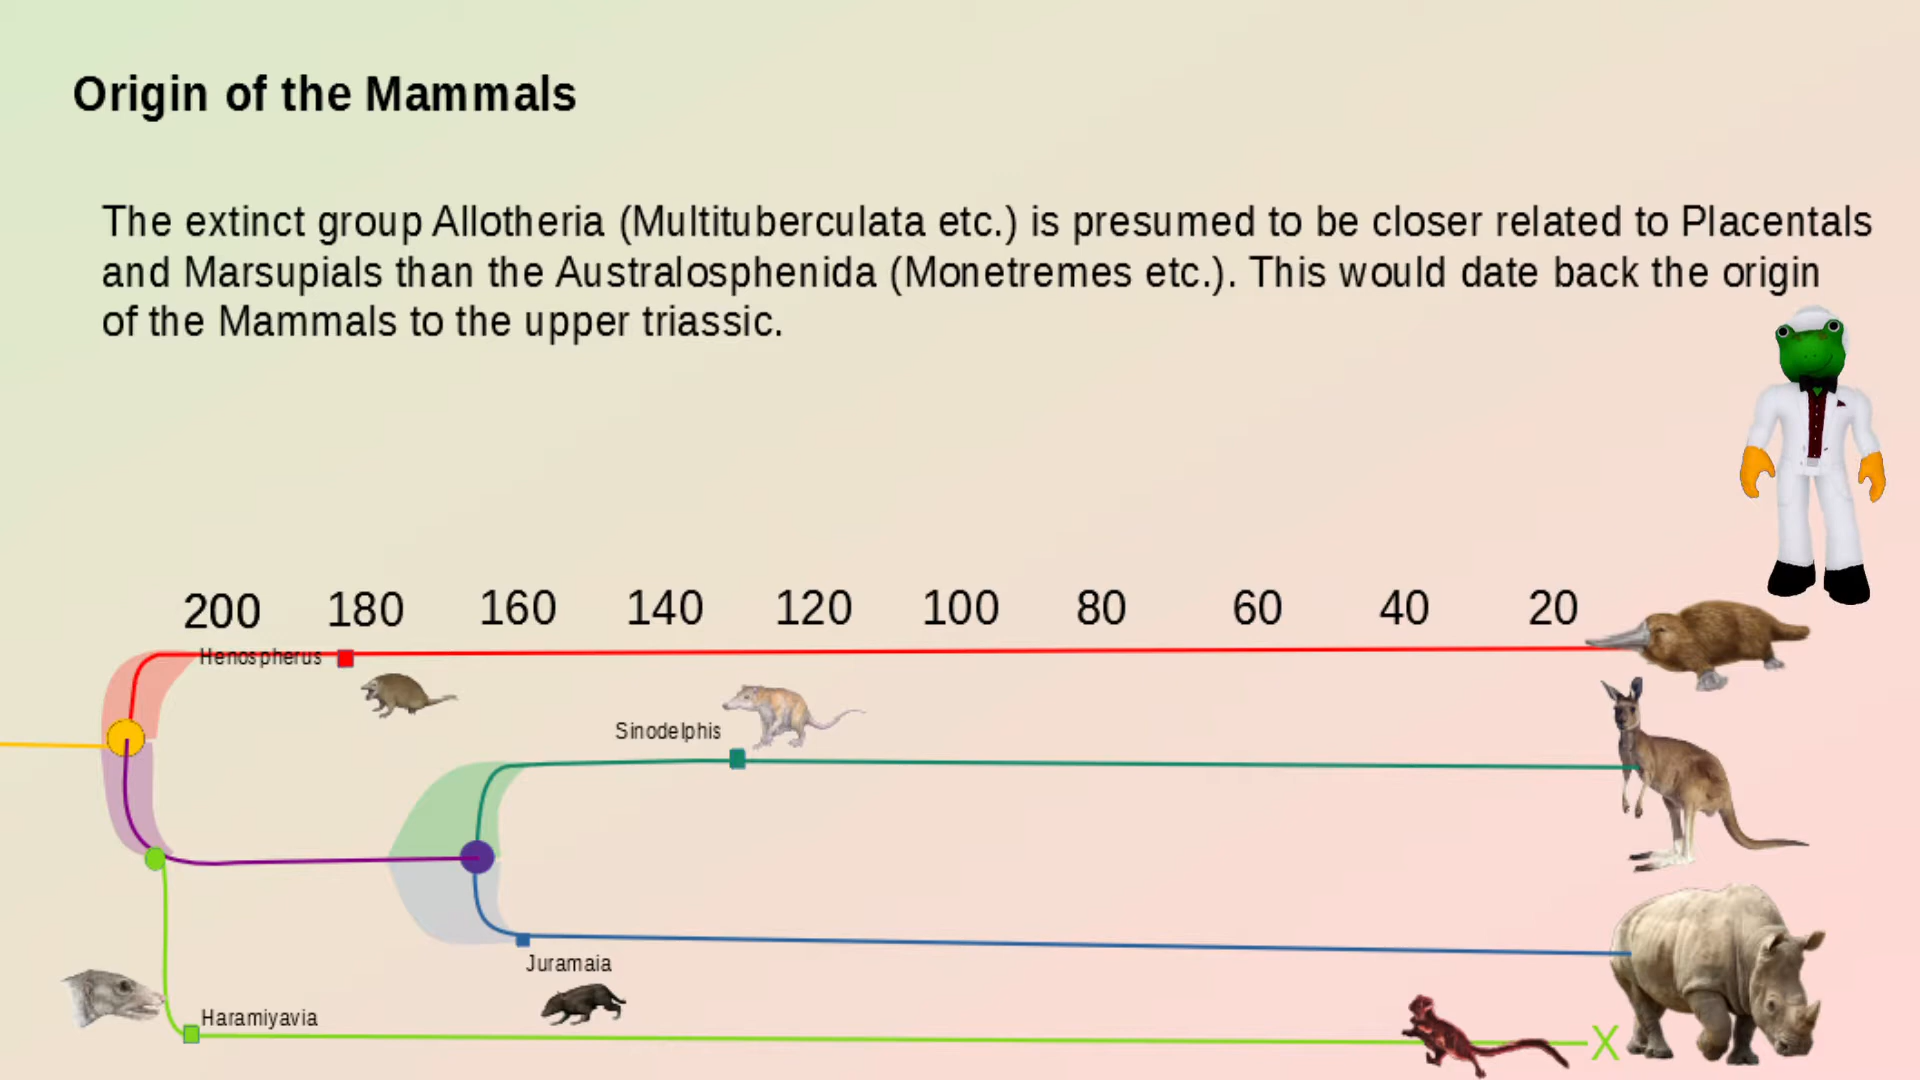 Origin of the Mammals
The extinct group Allotheria (Multituberculata etc.) is presumed to be closer related to Placentals
and Marsupials than the Australosphenida (Monetremes etc.). This would date back the origin
of the Mammals to the upper triassic.
200 180 160 140 120 100 80 60 40 20
Henospherus
Sinodelphis
Juramaia
Haramiyavia
X